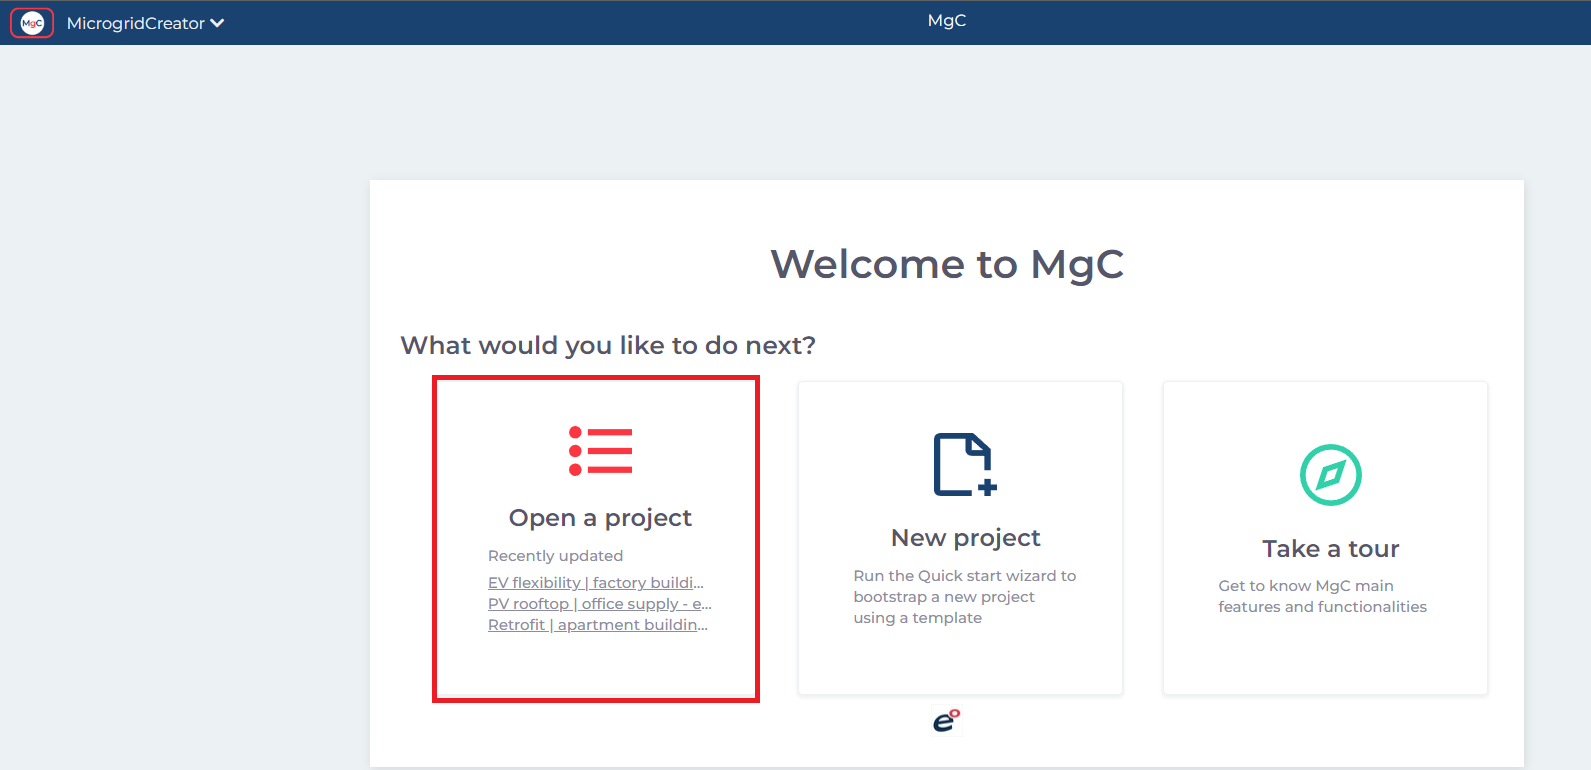 MgC MicrogridCreator MgC
Welcome to MgC
What would you like to do next?
Open a project
Recently updated
EV flexibility | factory buildi...
PV rooftop | office supply - e...
Retrofit | apartment buildin...
New project
Run the Quick start wizard to
bootstrap a new project
using a template
Take a tour
Get to know MgC main
features and functionalities
eo